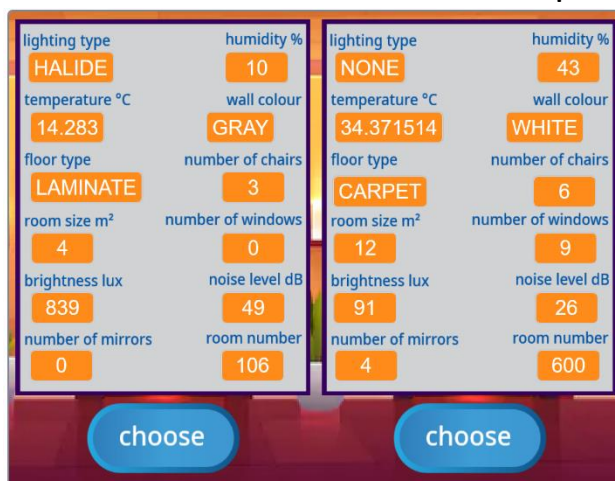 lighting type humidity %
HALIDE 10
temperature °C wall colour
14.283 GRAY
floor type number of chairs
LAMINATE 3
room size m² number of windows
4 0
brightness lux noise level dB
839 49
number of mirrors room number
0 106
choose
lighting type humidity %
NONE 43
temperature °C wall colour
34.371514 WHITE
floor type number of chairs
CARPET 6
room size m² number of windows
12 9
brightness lux noise level dB
91 26
number of mirrors room number
4 600
choose